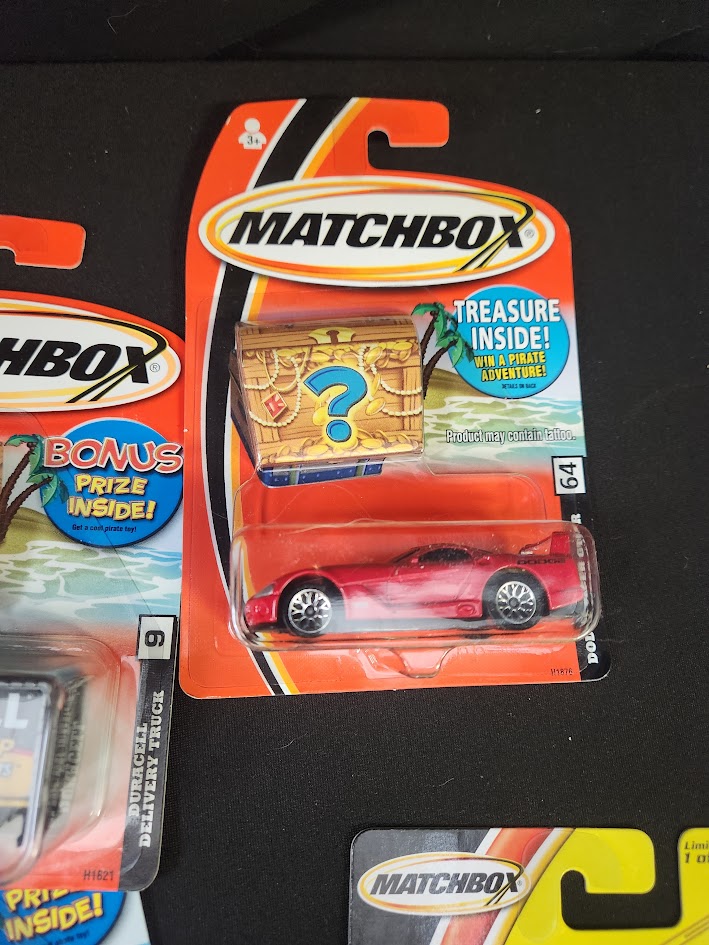 3+
MATCHBOX®
TREASURE
INSIDE!
WIN A PIRATE
ADVENTURE!
DETAILS ON BACK
?
Product may contain tattoo.
64
DODGE
H1876
HBOX®
BONUS
PRIZE
INSIDE!
Get a cool pirate toy!
9
DURACELL
DELIVERY TRUCK
H1621
INSIDE!
MATCHBOX®